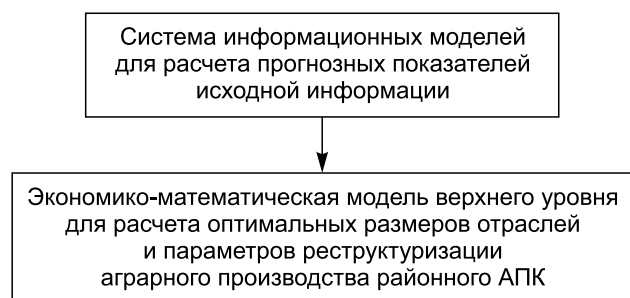 Система информационных моделей
для расчета прогнозных показателей
исходной информации
Экономико-математическая модель верхнего уровня
для расчета оптимальных размеров отраслей
и параметров реструктуризации
аграрного производства районного АПК